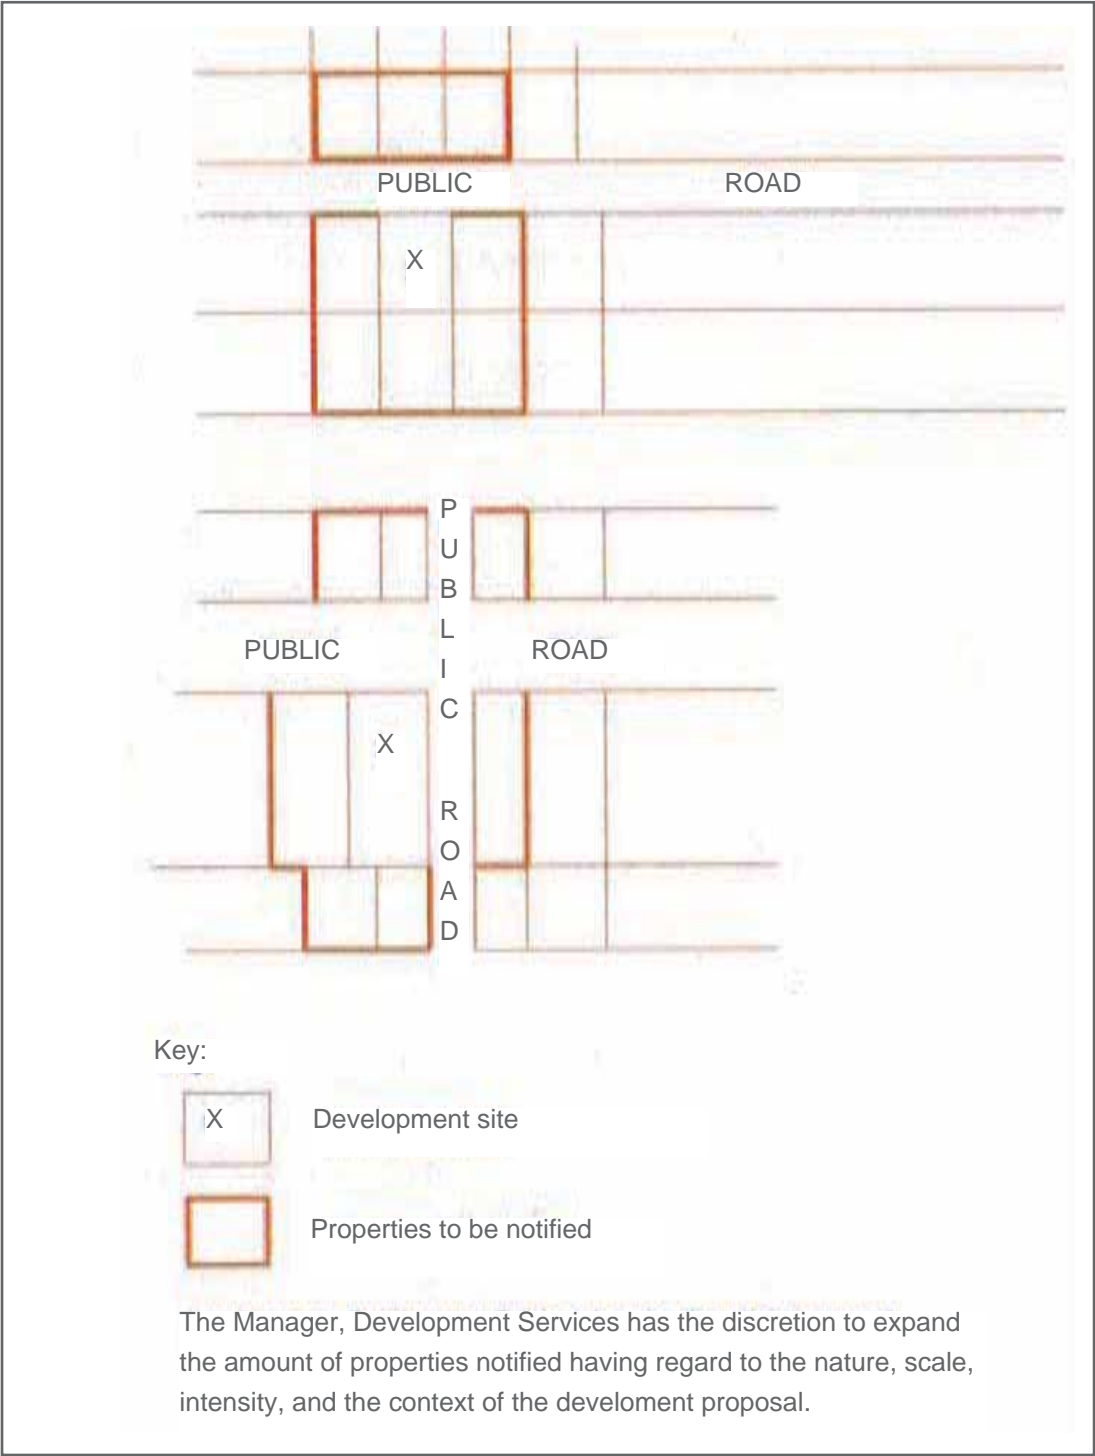 PUBLIC ROAD
X
PUBLIC ROAD
PUBLIC ROAD
X
Key:
X Development site
Properties to be notified
The Manager, Development Services has the discretion to expand
the amount of properties notified having regard to the nature, scale,
intensity, and the context of the develoment proposal.